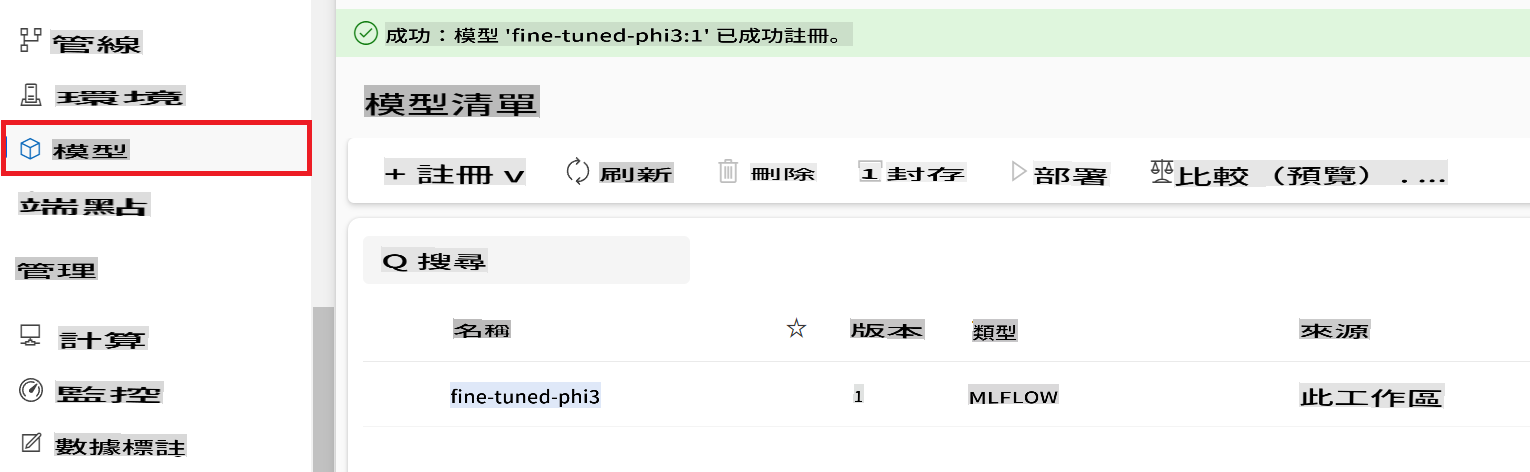 管線
環境
模型
端點
管理
計算
監控
數據標註
成功：模型 'fine-tuned-phi3:1' 已成功註冊。
模型清單
+ 註冊 v
刷新
刪除
1 封存
部署
比較 （預覽） . ...
Q 搜尋
名稱 版本 類型 來源
fine-tuned-phi3 1 MLFLOW 此工作區